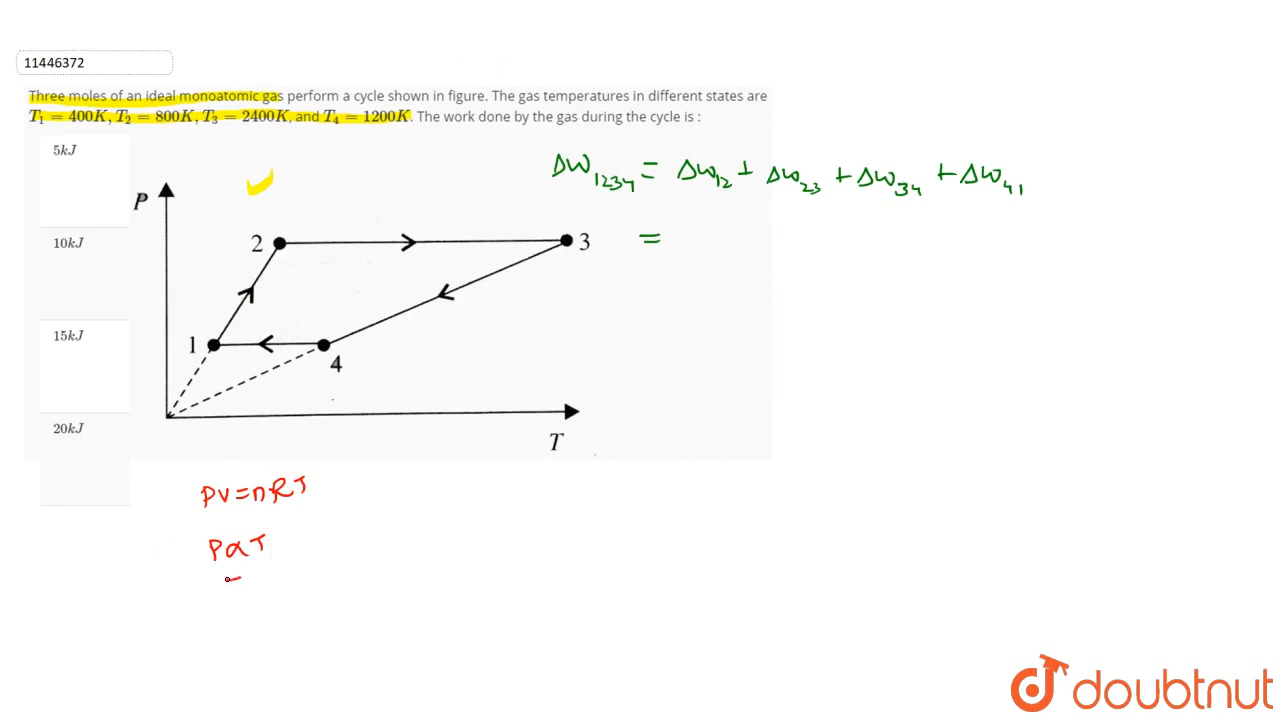 11446372
Three moles of an ideal monoatomic gas perform a cycle shown in figure. The gas temperatures in different states are
T₁ = 400K, T₂ = 800K, T₃ = 2400K, and T₄ = 1200K. The work done by the gas during the cycle is :
5kJ
10kJ
15kJ
20kJ
P
2
3
1
4
T
ΔW₁₂₃₄ = ΔW₁₂ + ΔW₂₃ + ΔW₃₄ + ΔW₄₁
=
PV = nRT
P α T
doubtnut